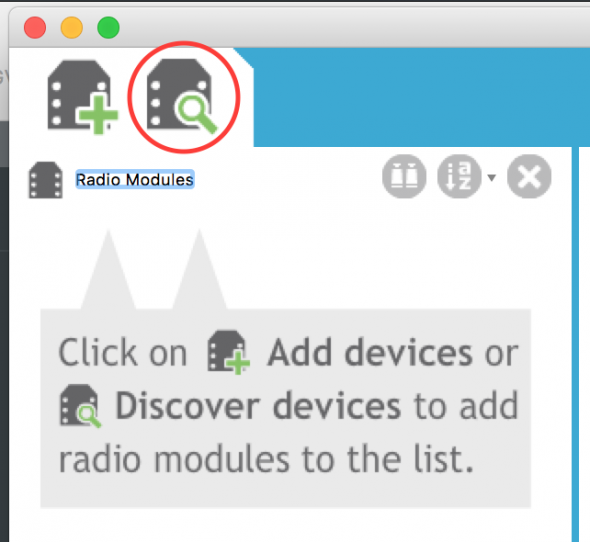 Radio Modules
Click on Add devices or
Discover devices to add
radio modules to the list.